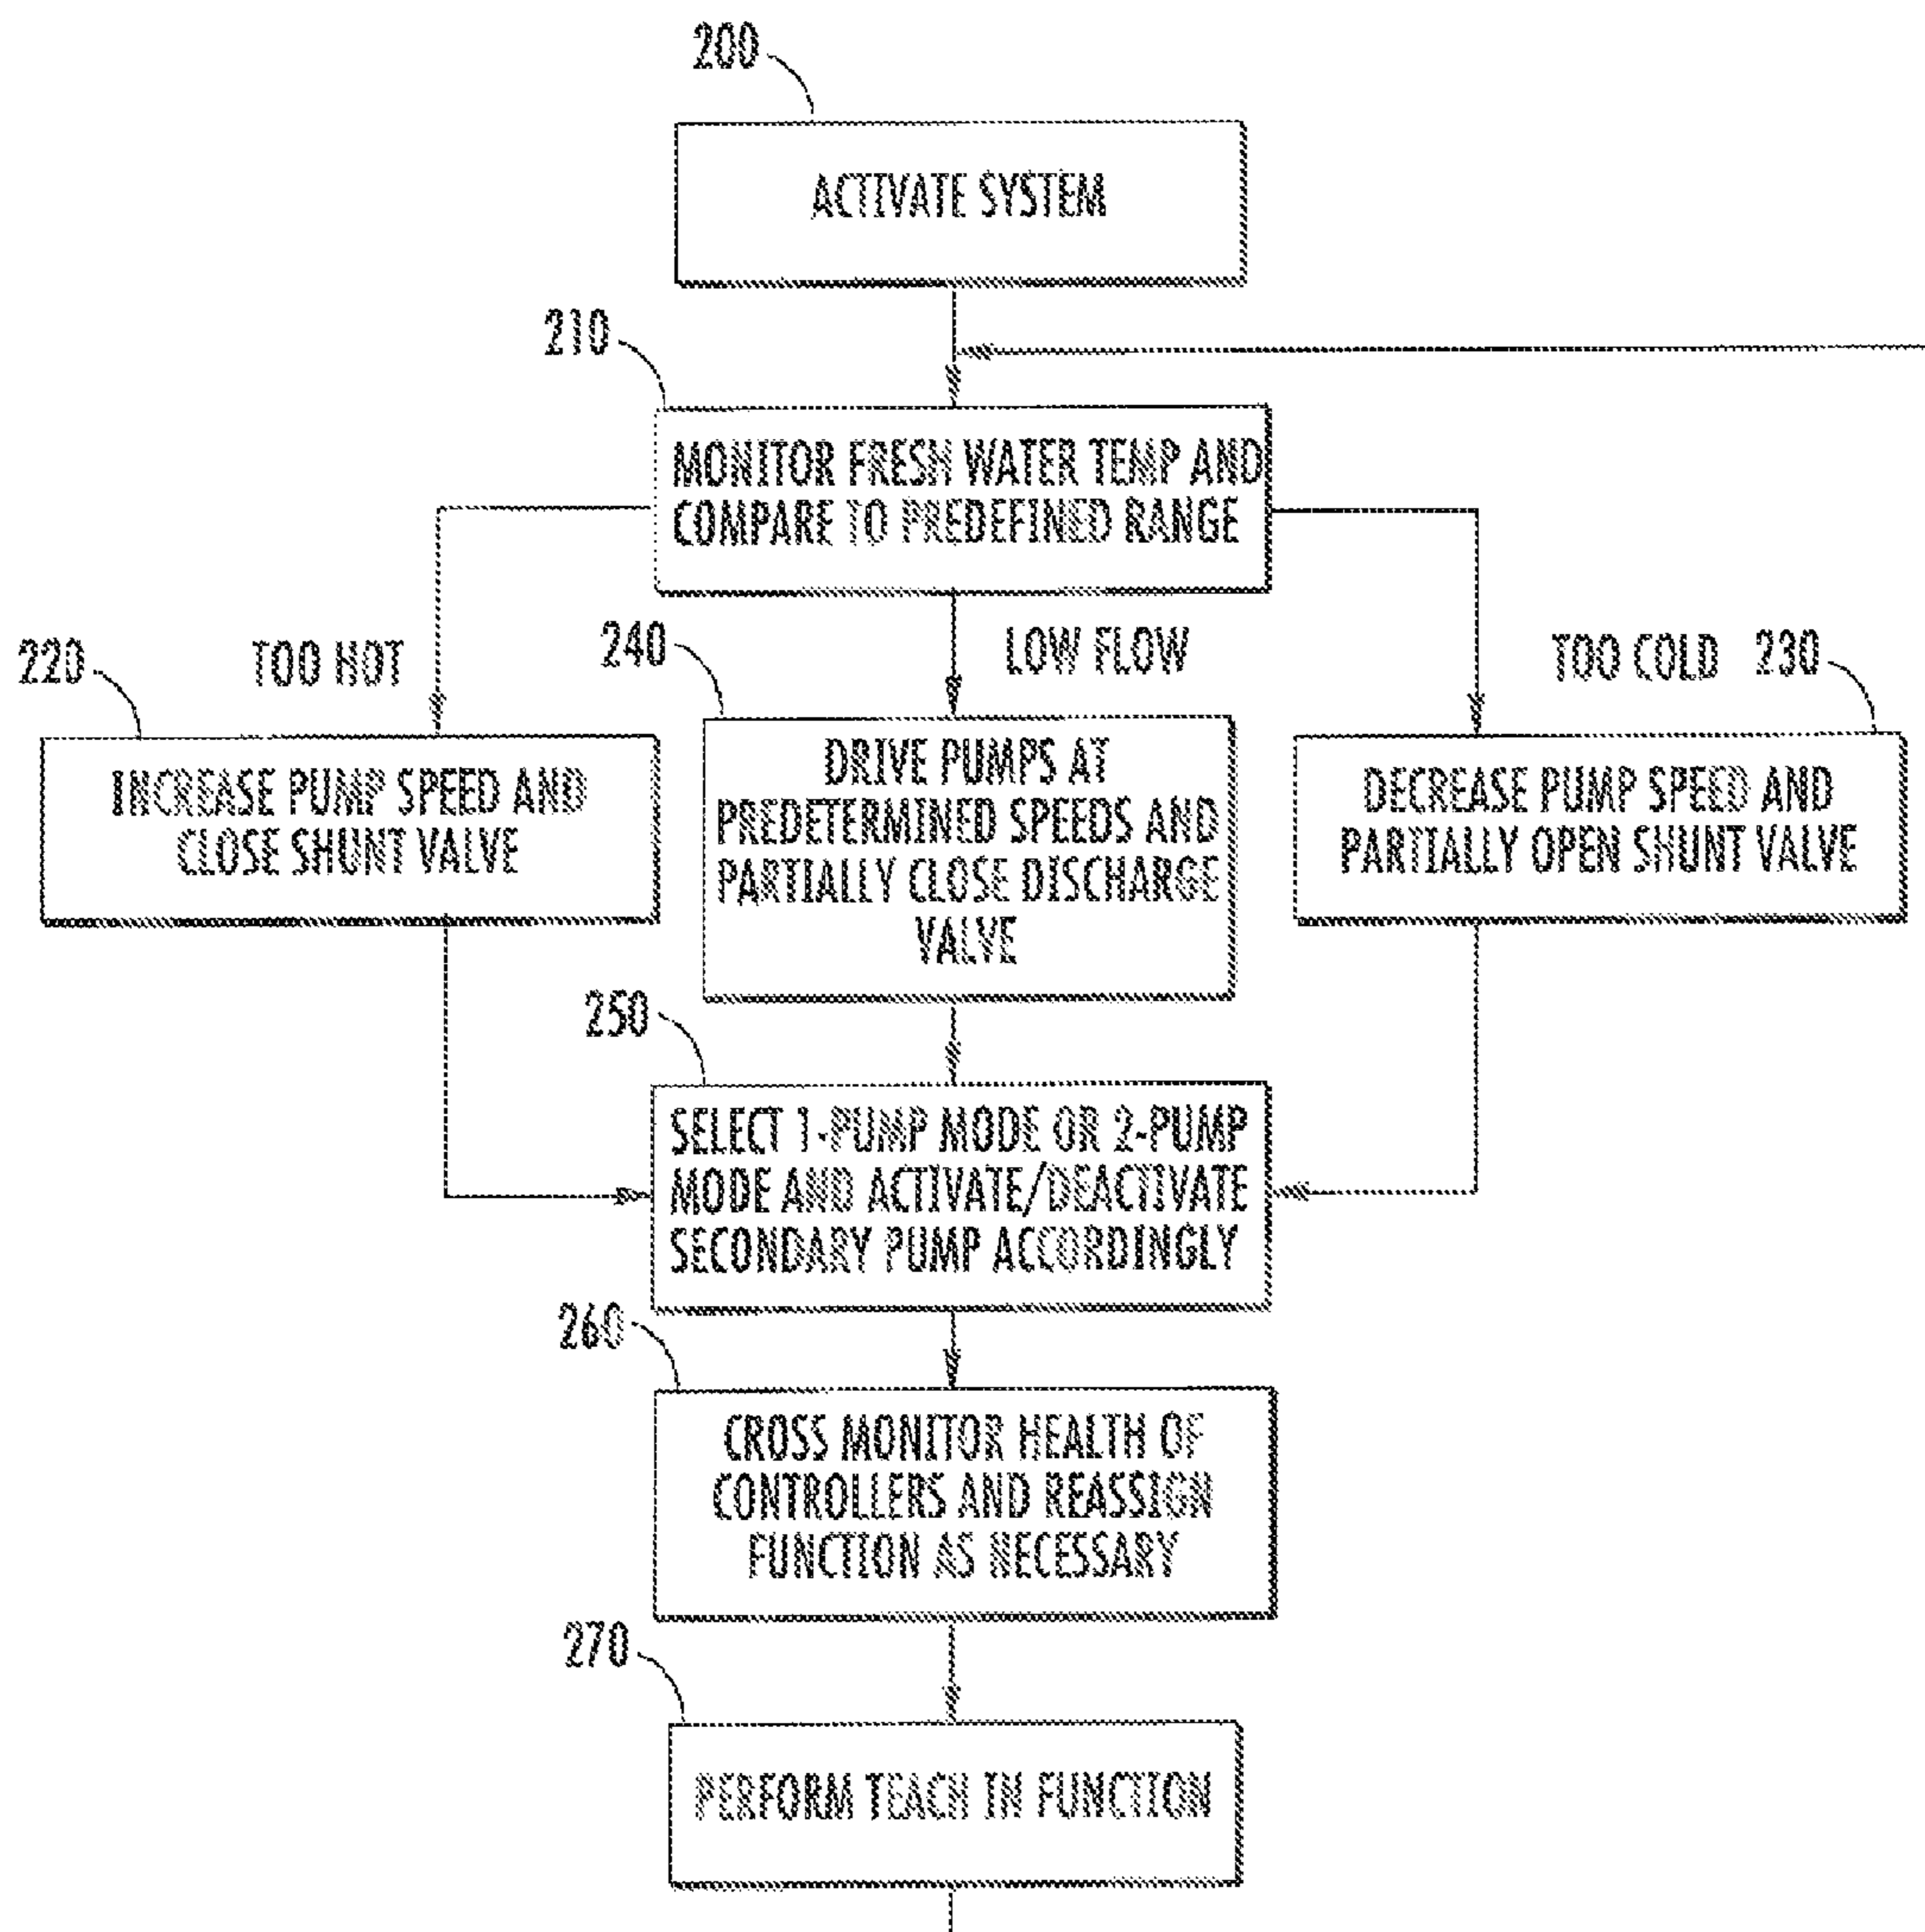 200
ACTIVATE SYSTEM
210
MONITOR FRESH WATER TEMP AND
COMPARE TO PREDEFINED RANGE
220
TOO HOT
240
LOW FLOW
TOO COLD 230
INCREASE PUMP SPEED AND
CLOSE SHUNT VALVE
DRIVE PUMPS AT
PREDETERMINED SPEEDS AND
PARTIALLY CLOSE DISCHARGE
VALVE
DECREASE PUMP SPEED AND
PARTIALLY OPEN SHUNT VALVE
250
SELECT 1-PUMP MODE OR 2-PUMP
MODE AND ACTIVATE/DEACTIVATE
SECONDARY PUMP ACCORDINGLY
260
CROSS MONITOR HEALTH OF
CONTROLLERS AND REASSIGN
FUNCTION AS NECESSARY
270
PERFORM TEACH IN FUNCTION